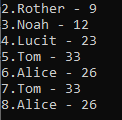 2.Rother - 9
3.Noah - 12
4.Lucit - 23
5.Tom - 33
6.Alice - 26
7.Tom - 33
8.Alice - 26